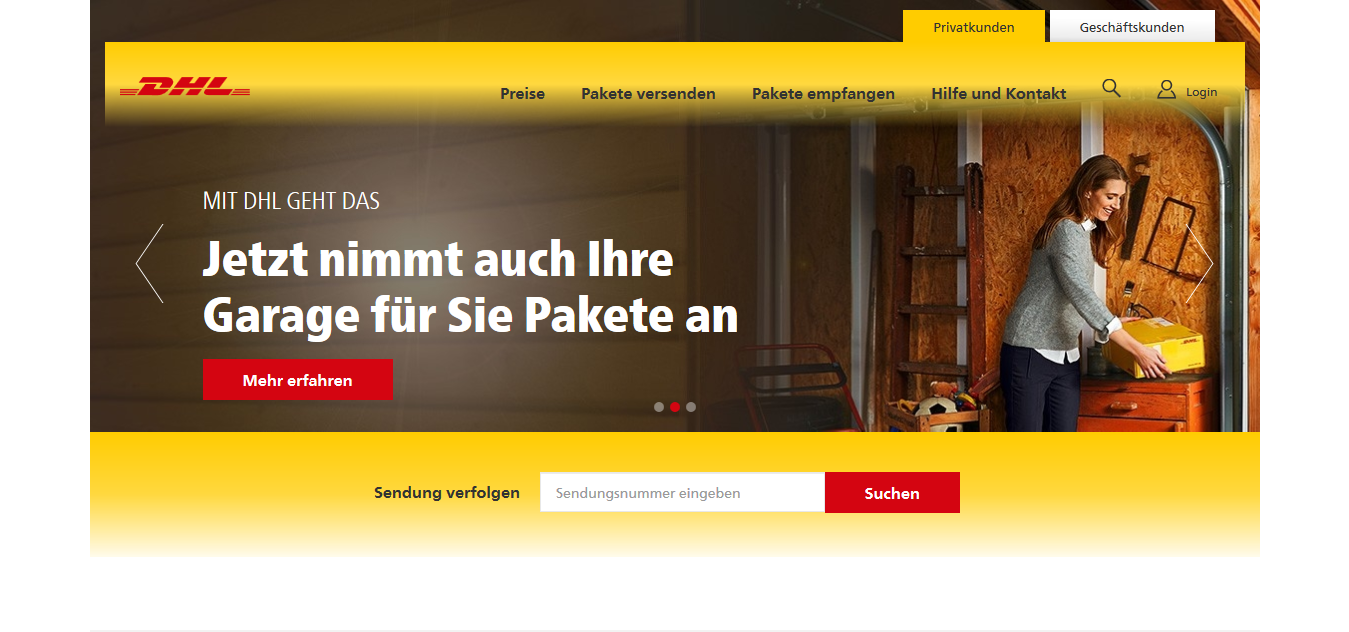 Privatkunden
Geschäftskunden
DHL
Preise
Pakete versenden
Pakete empfangen
Hilfe und Kontakt
Login
MIT DHL GEHT DAS
Jetzt nimmt auch Ihre
Garage für Sie Pakete an
Mehr erfahren
Sendung verfolgen
Sendungsnummer eingeben
Suchen